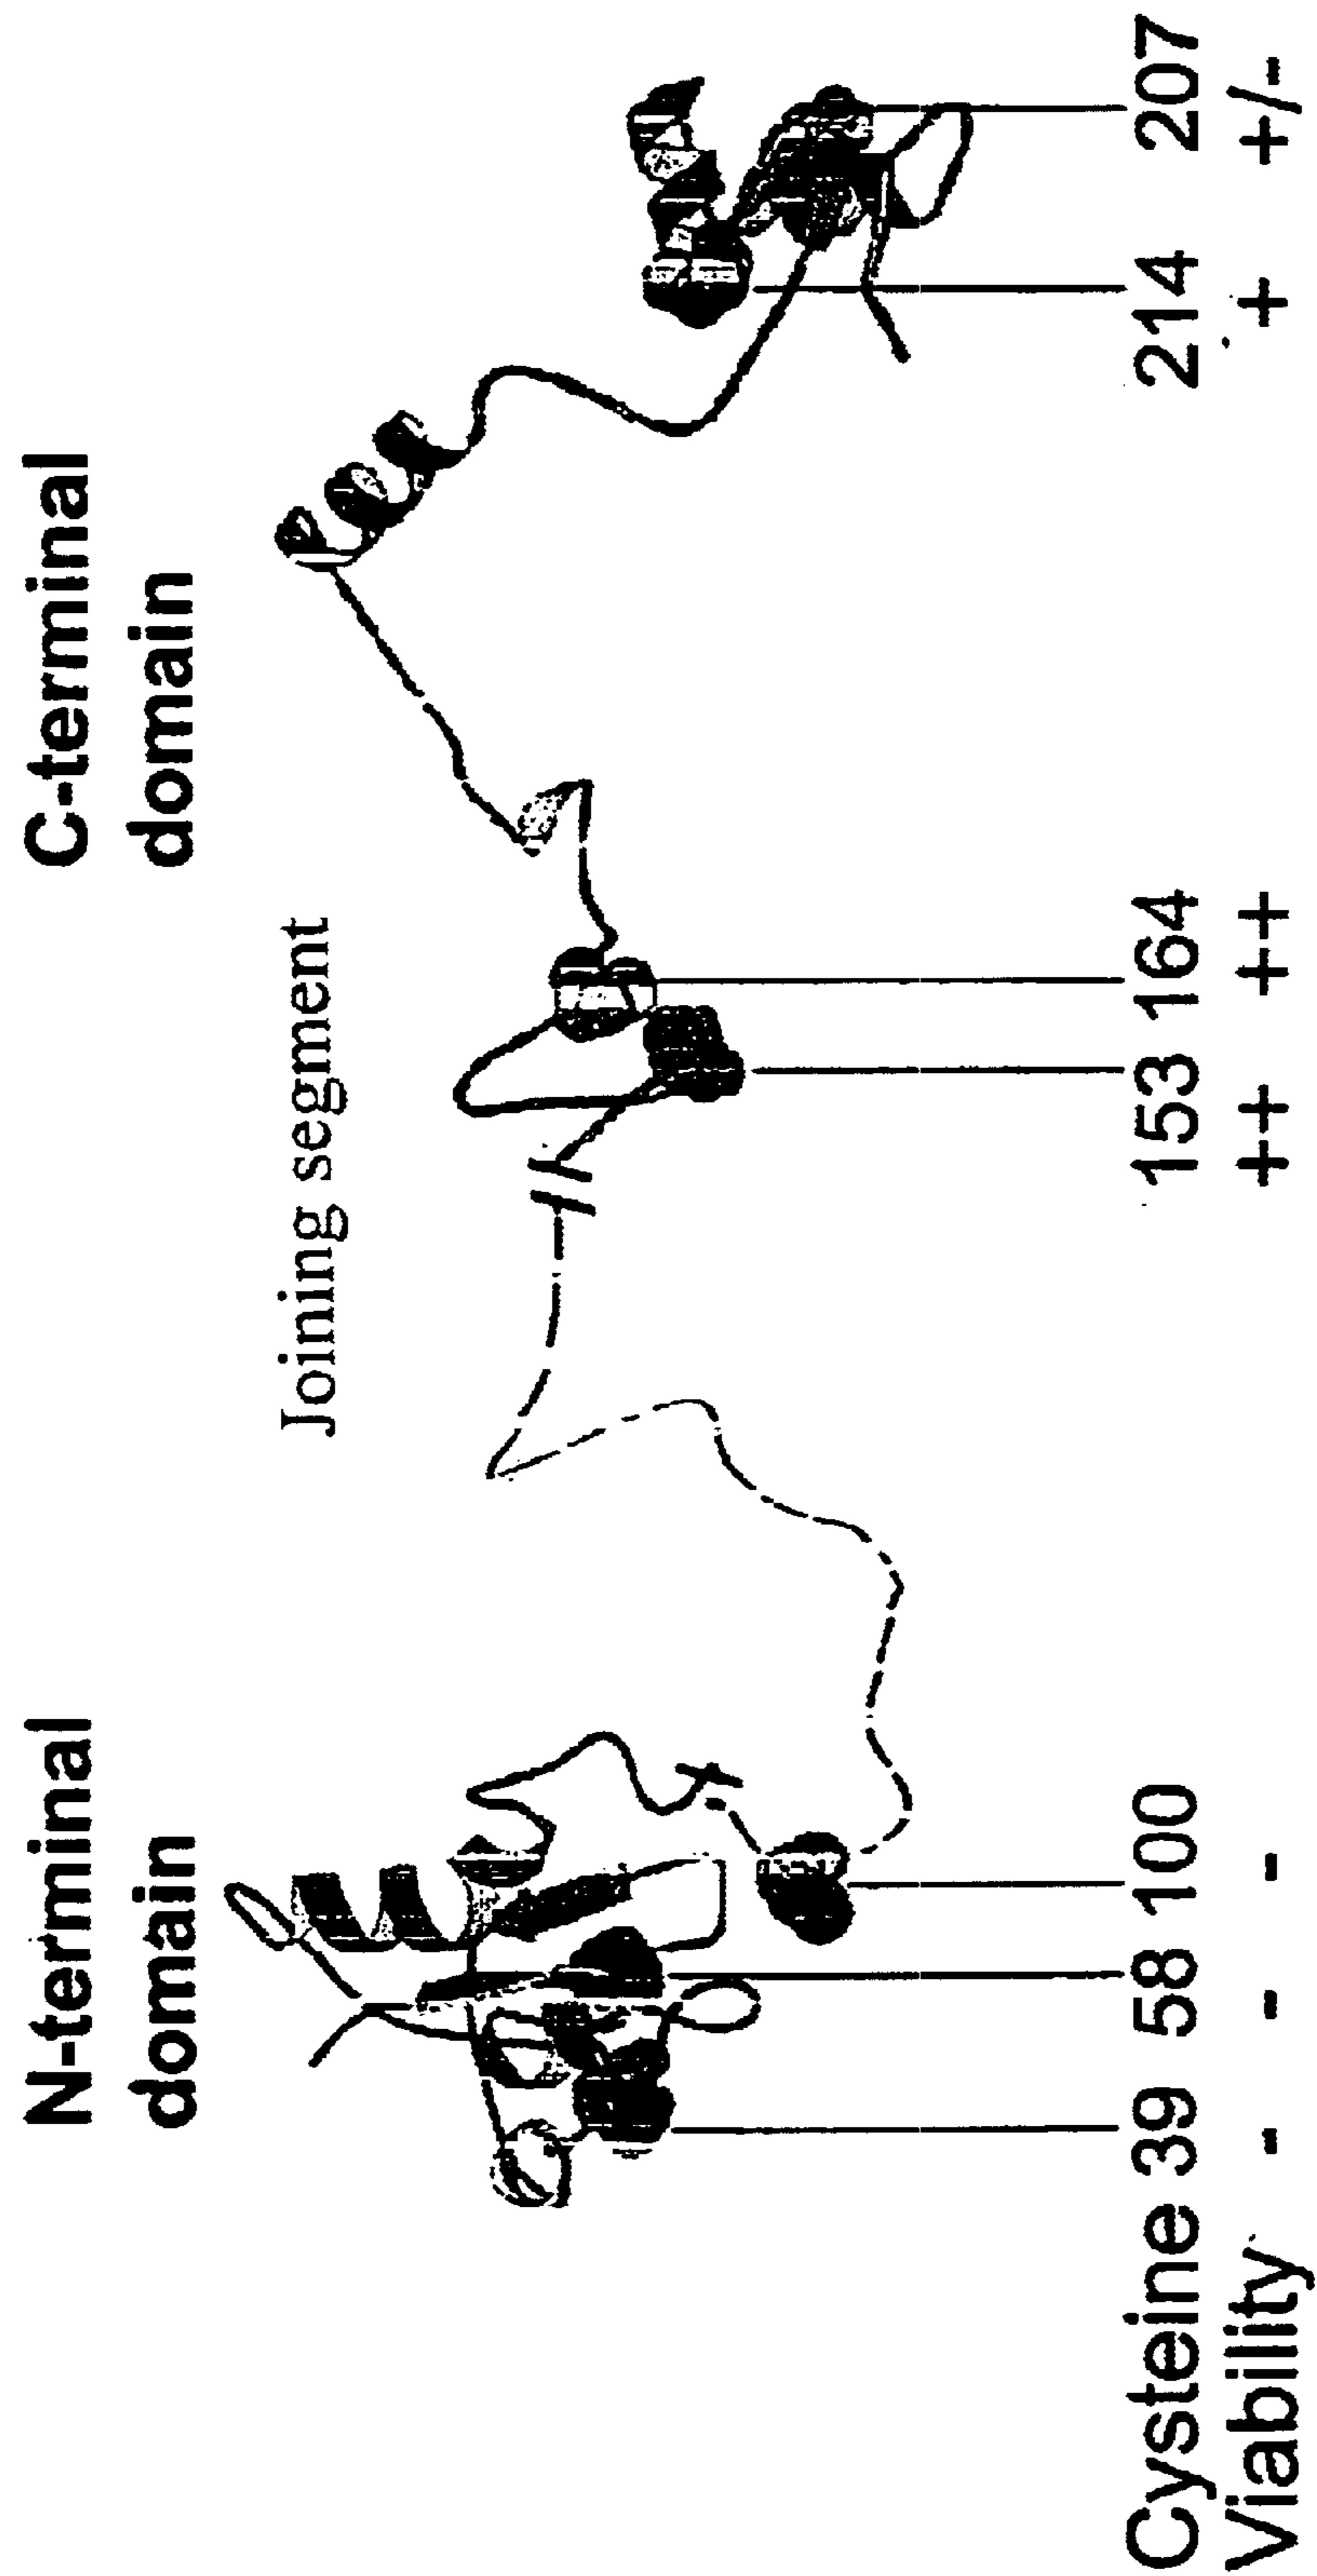 N-terminal
domain
C-terminal
domain
Joining segment
Cysteine 39 58 100 153 164 214 207
Viability - - - ++ ++ + +/-